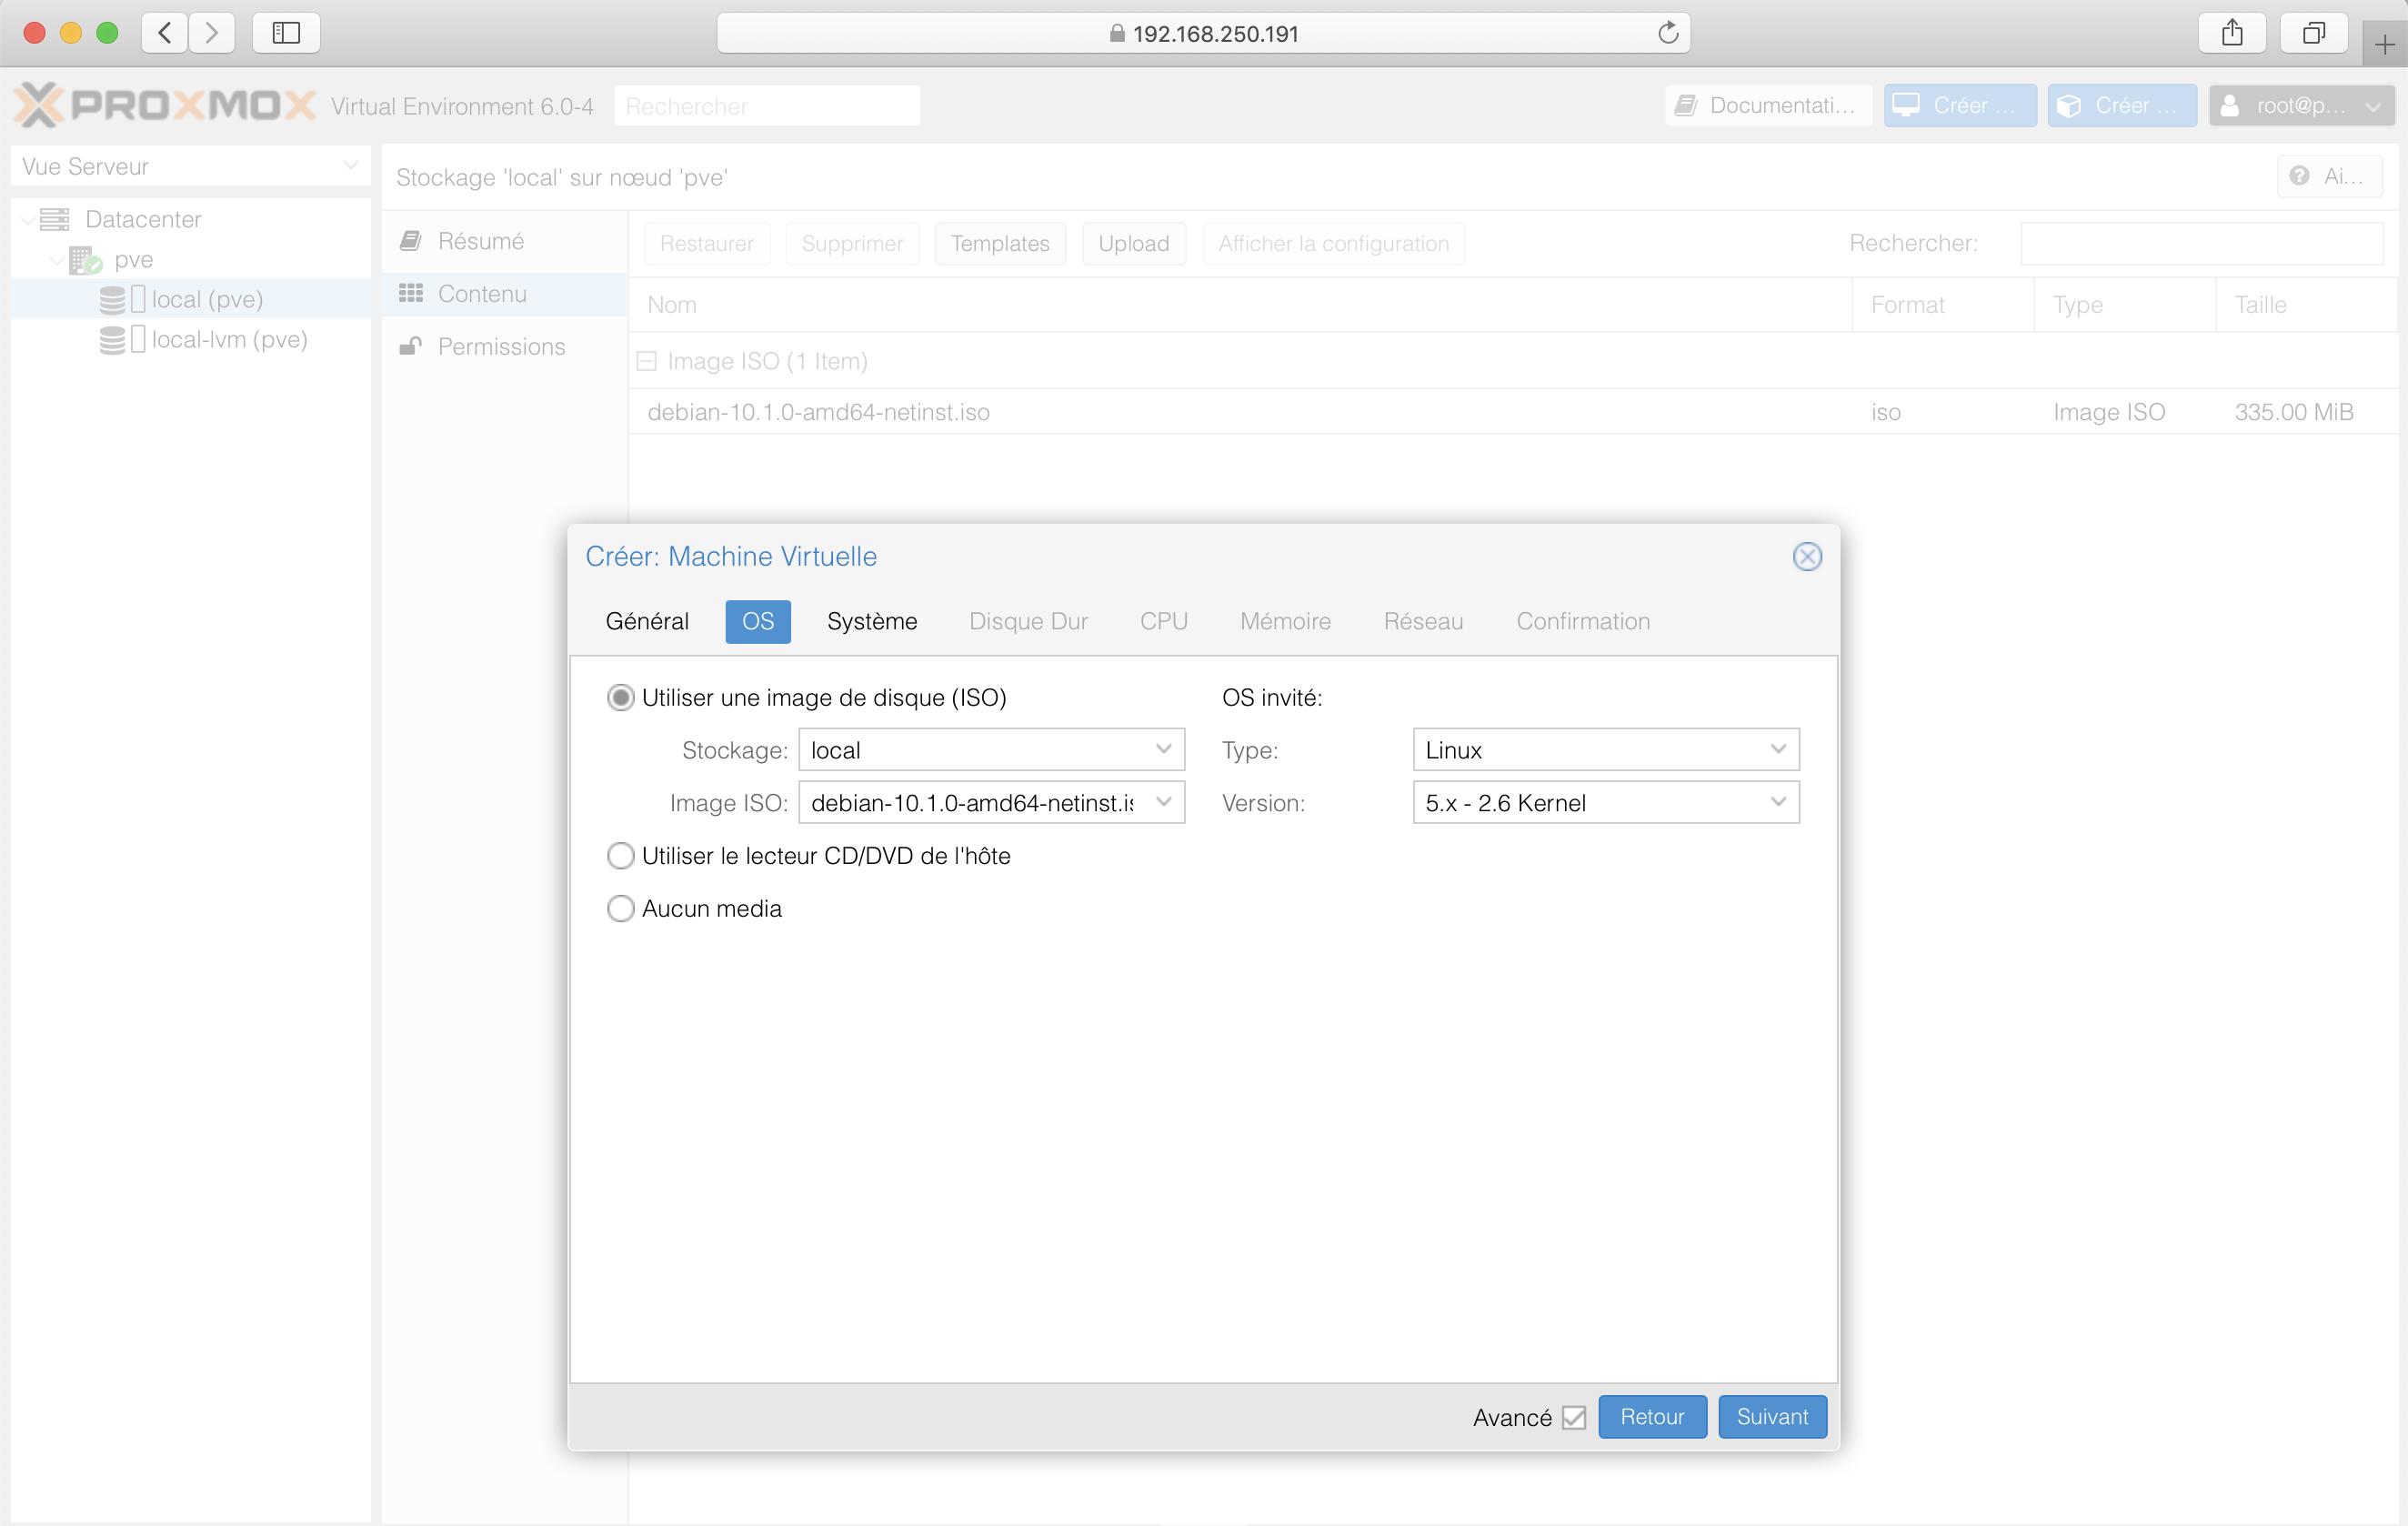 192.168.250.191
PROXMOX Virtual Environment 6.0-4 Rechercher Documentati... Créer ... Créer ... root@p...
Vue Serveur
Stockage 'local' sur nœud 'pve' Ai...
Datacenter
pve
local (pve)
local-lvm (pve)
Résumé
Contenu
Permissions
Restaurer Supprimer Templates Upload Afficher la configuration Rechercher:
Nom Format Type Taille
Image ISO (1 Item)
debian-10.1.0-amd64-netinst.iso iso Image ISO 335.00 MiB
Créer: Machine Virtuelle
Général OS Système Disque Dur CPU Mémoire Réseau Confirmation
Utiliser une image de disque (ISO) OS invité:
Stockage: local Type: Linux
Image ISO: debian-10.1.0-amd64-netinst.is Version: 5.x - 2.6 Kernel
Utiliser le lecteur CD/DVD de l'hôte
Aucun media
Avancé Retour Suivant